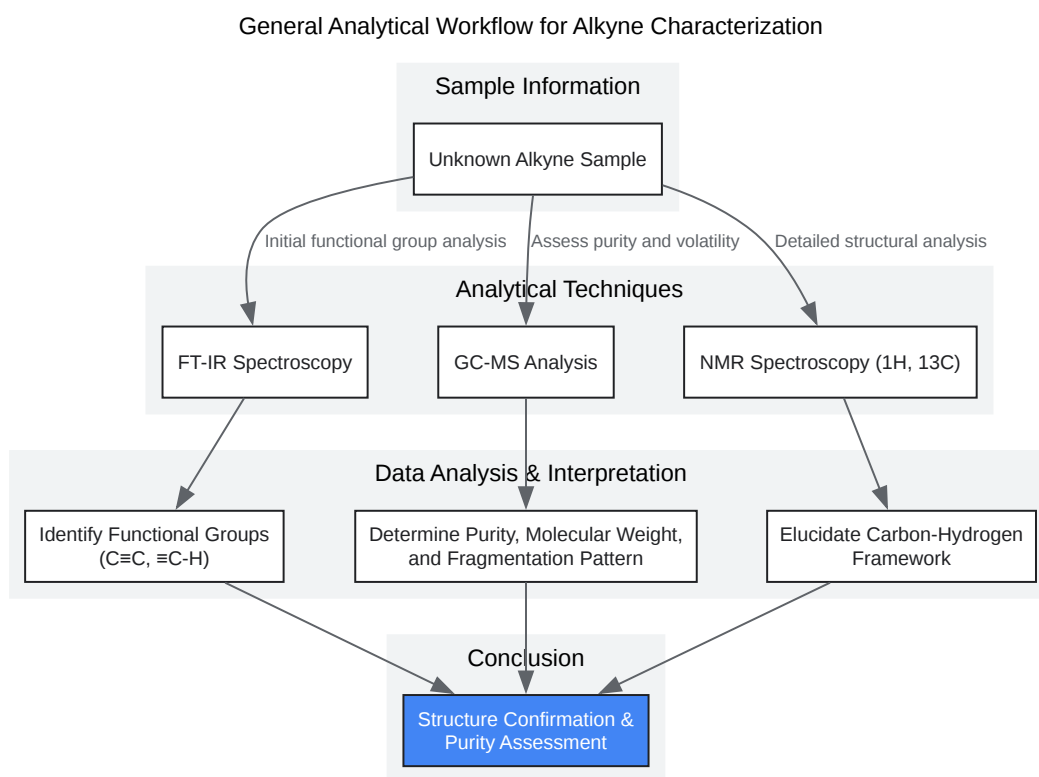 General Analytical Workflow for Alkyne Characterization
Sample Information
Unknown Alkyne Sample
Initial functional group analysis
Assess purity and volatility
Detailed structural analysis
Analytical Techniques
FT-IR Spectroscopy
GC-MS Analysis
NMR Spectroscopy (1H, 13C)
Data Analysis & Interpretation
Identify Functional Groups
(C≡C, ≡C-H)
Determine Purity, Molecular Weight,
and Fragmentation Pattern
Elucidate Carbon-Hydrogen
Framework
Conclusion
Structure Confirmation &
Purity Assessment